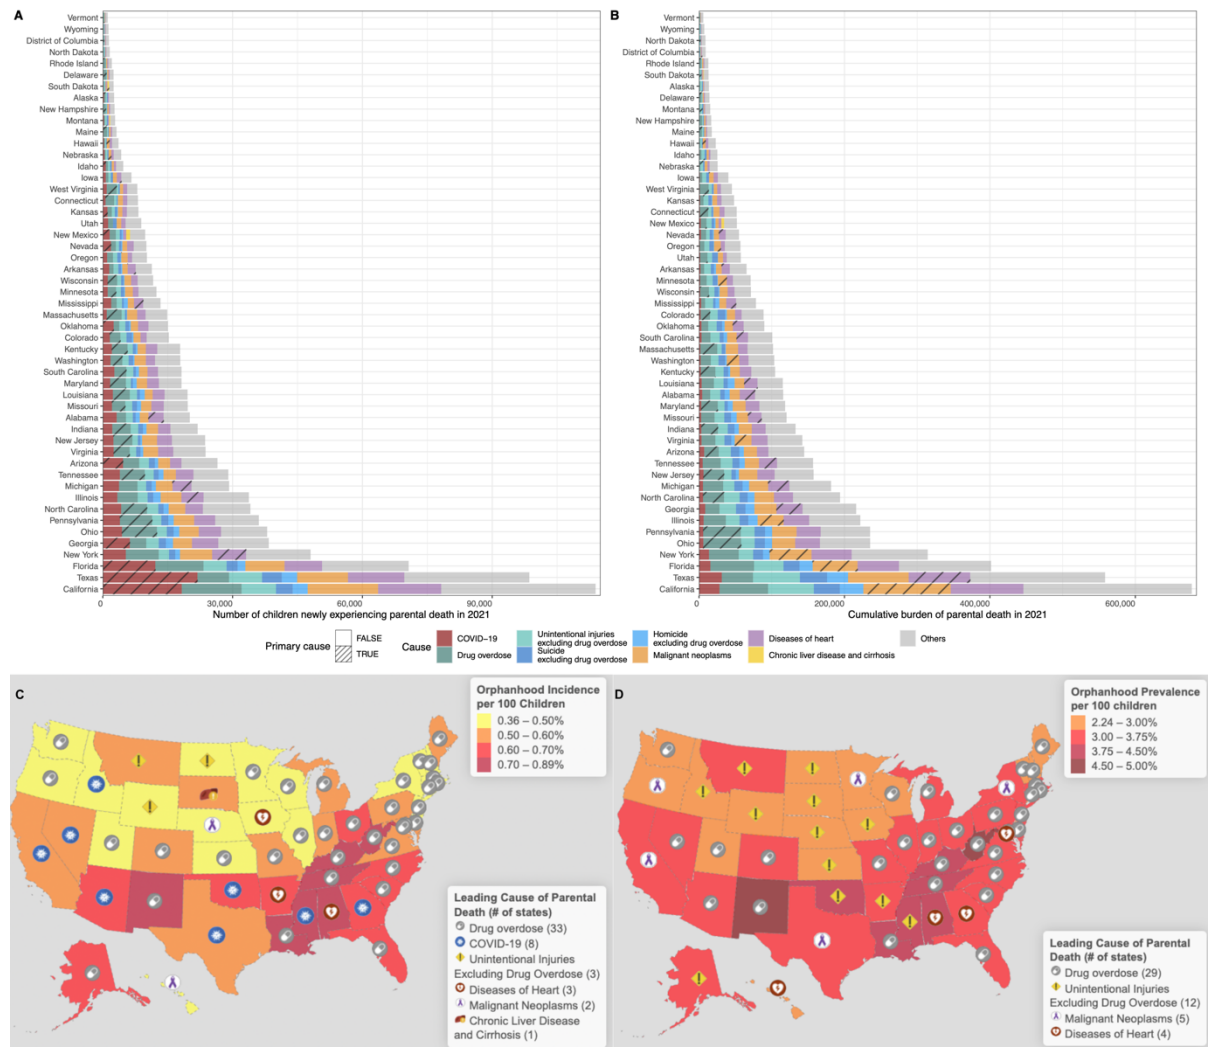 A
Vermont
Wyoming
District of Columbia
North Dakota
Rhode Island
Delaware
South Dakota
Alaska
New Hampshire
Montana
Maine
Hawaii
Nebraska
Idaho
Iowa
West Virginia
Connecticut
Kansas
Utah
New Mexico
Nevada
Oregon
Arkansas
Wisconsin
Minnesota
Mississippi
Massachusetts
Oklahoma
Colorado
Kentucky
Washington
South Carolina
Maryland
Louisiana
Missouri
Alabama
Indiana
New Jersey
Virginia
Arizona
Tennessee
Michigan
Illinois
North Carolina
Pennsylvania
Ohio
Georgia
New York
Florida
Texas
California
0 30,000 60,000 90,000
Number of children newly experiencing parental death in 2021
B
Vermont
Wyoming
North Dakota
District of Columbia
Rhode Island
South Dakota
Alaska
Delaware
Montana
New Hampshire
Maine
Hawaii
Idaho
Nebraska
Iowa
West Virginia
Kansas
Connecticut
New Mexico
Nevada
Oregon
Utah
Arkansas
Minnesota
Wisconsin
Mississippi
Colorado
Oklahoma
South Carolina
Massachusetts
Washington
Kentucky
Louisiana
Alabama
Maryland
Missouri
Indiana
Virginia
Arizona
Tennessee
New Jersey
Michigan
North Carolina
Georgia
Illinois
Pennsylvania
Ohio
New York
Florida
Texas
California
0 200,000 400,000 600,000
Cumulative burden of parental death in 2021
Primary cause
FALSE
TRUE
Cause
COVID−19
Drug overdose
Unintentional injuries
excluding drug overdose
Suicide
excluding drug overdose
Homicide
excluding drug overdose
Malignant neoplasms
Diseases of heart
Chronic liver disease and cirrhosis
Others
C
Orphanhood Incidence
per 100 Children
0.36 – 0.50%
0.50 – 0.60%
0.60 – 0.70%
0.70 – 0.89%
Leading Cause of Parental
Death (# of states)
Drug overdose (33)
COVID-19 (8)
Unintentional Injuries
Excluding Drug Overdose (3)
Diseases of Heart (3)
Malignant Neoplasms (2)
Chronic Liver Disease
and Cirrhosis (1)
D
Orphanhood Prevalence
per 100 children
2.24 – 3.00%
3.00 – 3.75%
3.75 – 4.50%
4.50 – 5.00%
Leading Cause of Parental
Death (# of states)
Drug overdose (29)
Unintentional Injuries
Excluding Drug Overdose (12)
Malignant Neoplasms (5)
Diseases of Heart (4)